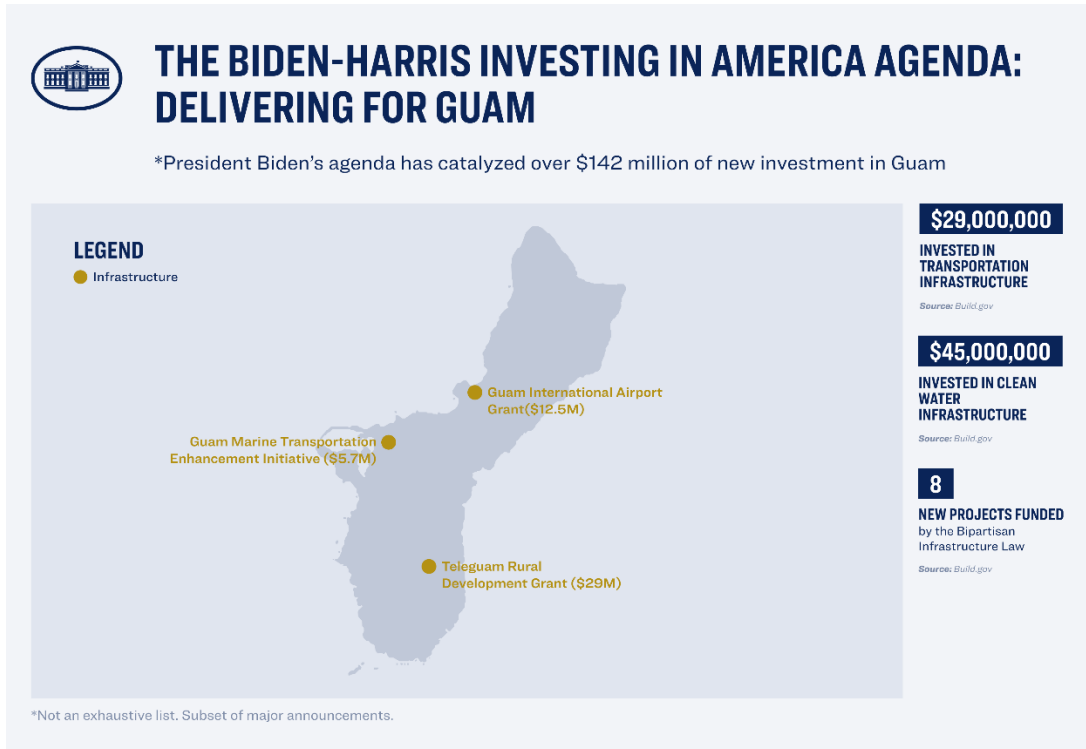 THE BIDEN-HARRIS INVESTING IN AMERICA AGENDA:
DELIVERING FOR GUAM
*President Biden's agenda has catalyzed over $142 million of new investment in Guam
LEGEND
Infrastructure
Guam International Airport
Grant($12.5M)
Guam Marine Transportation
Enhancement Initiative ($5.7M)
Teleguam Rural
Development Grant ($29M)
$29,000,000
INVESTED IN
TRANSPORTATION
INFRASTRUCTURE
Source: Build.gov
$45,000,000
INVESTED IN CLEAN
WATER
INFRASTRUCTURE
Source: Build.gov
8
NEW PROJECTS FUNDED
by the Bipartisan
Infrastructure Law
Source: Build.gov
*Not an exhaustive list. Subset of major announcements.